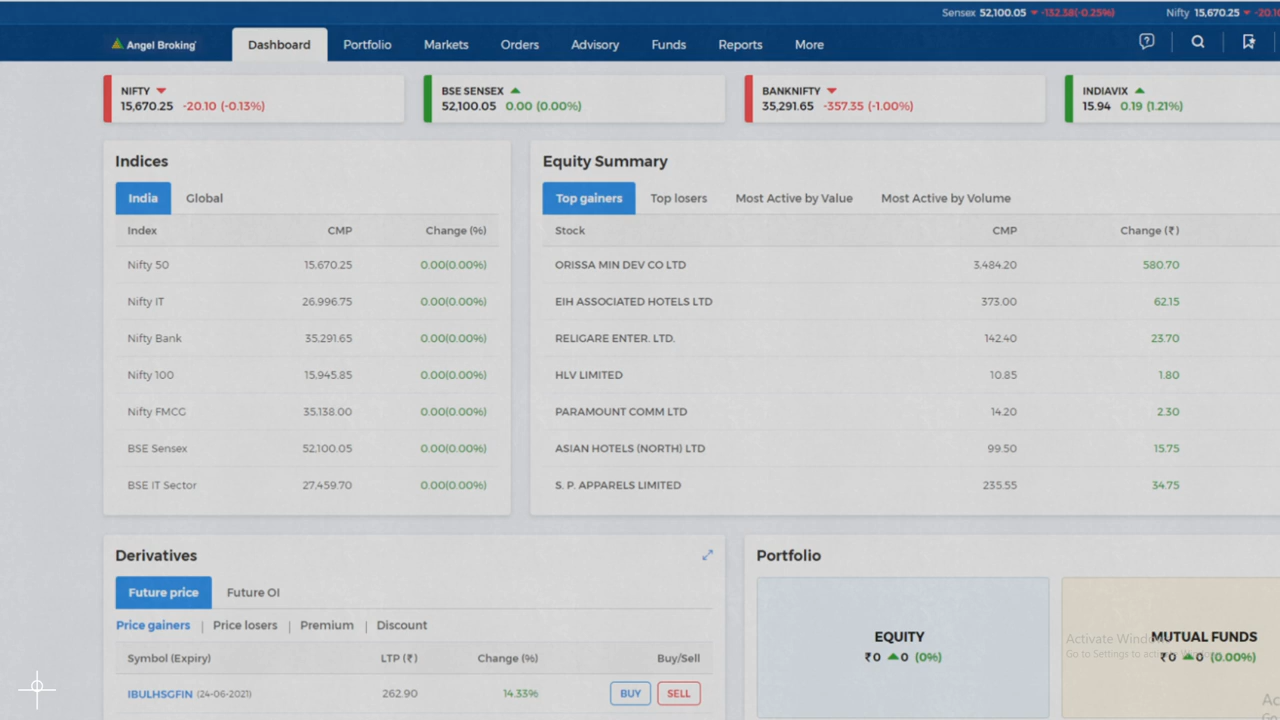 Sensex 52,100.05 -132.58(-0.25%) Nifty 15,670.25
Angel Broking Dashboard Portfolio Markets Orders Advisory Funds Reports More
NIFTY
15,670.25 -20.10 (-0.13%)
BSE SENSEX
52,100.05 0.00 (0.00%)
BANKNIFTY
35,291.65 -357.35 (-1.00%)
INDIAVIX
15.94 0.19 (1.21%)
Indices
India Global
Index CMP Change (%)
Nifty 50 15,670.25 0.00(0.00%)
Nifty IT 26,996.75 0.00(0.00%)
Nifty Bank 35,291.65 0.00(0.00%)
Nifty 100 15,945.85 0.00(0.00%)
Nifty FMCG 35,138.00 0.00(0.00%)
BSE Sensex 52,100.05 0.00(0.00%)
BSE IT Sector 27,459.70 0.00(0.00%)
Equity Summary
Top gainers Top losers Most Active by Value Most Active by Volume
Stock CMP Change (₹)
ORISSA MIN DEV CO LTD 3,484.20 580.70
EIH ASSOCIATED HOTELS LTD 373.00 62.15
RELIGARE ENTER. LTD. 142.40 23.70
HLV LIMITED 10.85 1.80
PARAMOUNT COMM LTD 14.20 2.30
ASIAN HOTELS (NORTH) LTD 99.50 15.75
S. P. APPARELS LIMITED 235.55 34.75
Derivatives
Future price Future OI
Price gainers | Price losers | Premium | Discount
Symbol (Expiry) LTP (₹) Change (%) Buy/Sell
IBULHSGFIN (24-06-2021) 262.90 14.33% BUY SELL
Portfolio
EQUITY
₹0 0 (0%)
MUTUAL FUNDS
₹0 0 (0.00%)
Activate
Go to Settings to